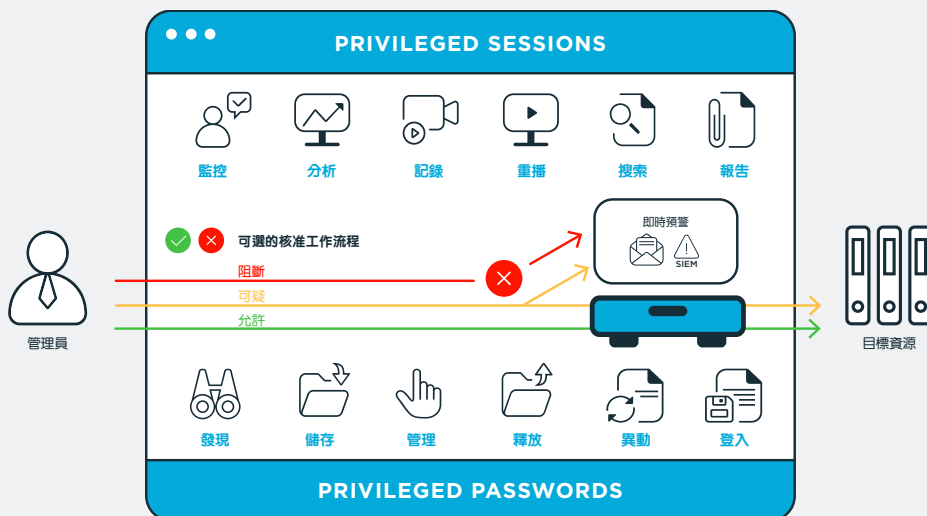 PRIVILEGED SESSIONS
監控
分析
記錄
重播
搜索
報告
即時預警
SIEM
可選的核准工作流程
阻斷
可疑
允許
管理員
目標資源
發現
儲存
管理
釋放
異動
登入
PRIVILEGED PASSWORDS